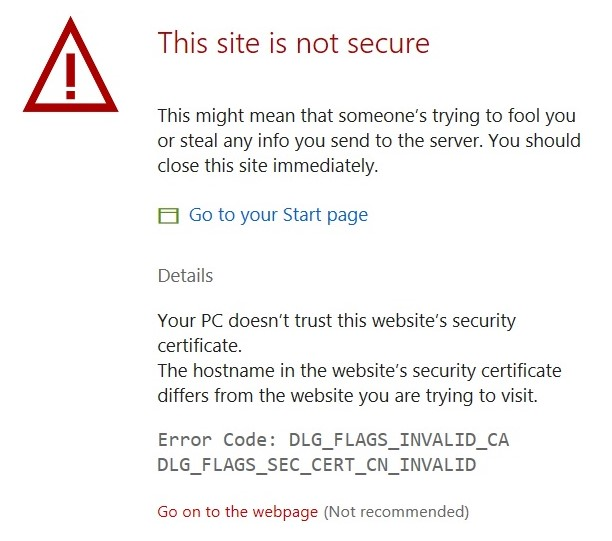 This site is not secure
This might mean that someone's trying to fool you
or steal any info you send to the server. You should
close this site immediately.
Go to your Start page
Details
Your PC doesn't trust this website's security
certificate.
The hostname in the website's security certificate
differs from the website you are trying to visit.
Error Code: DLG_FLAGS_INVALID_CA
DLG_FLAGS_SEC_CERT_CN_INVALID
Go on to the webpage (Not recommended)